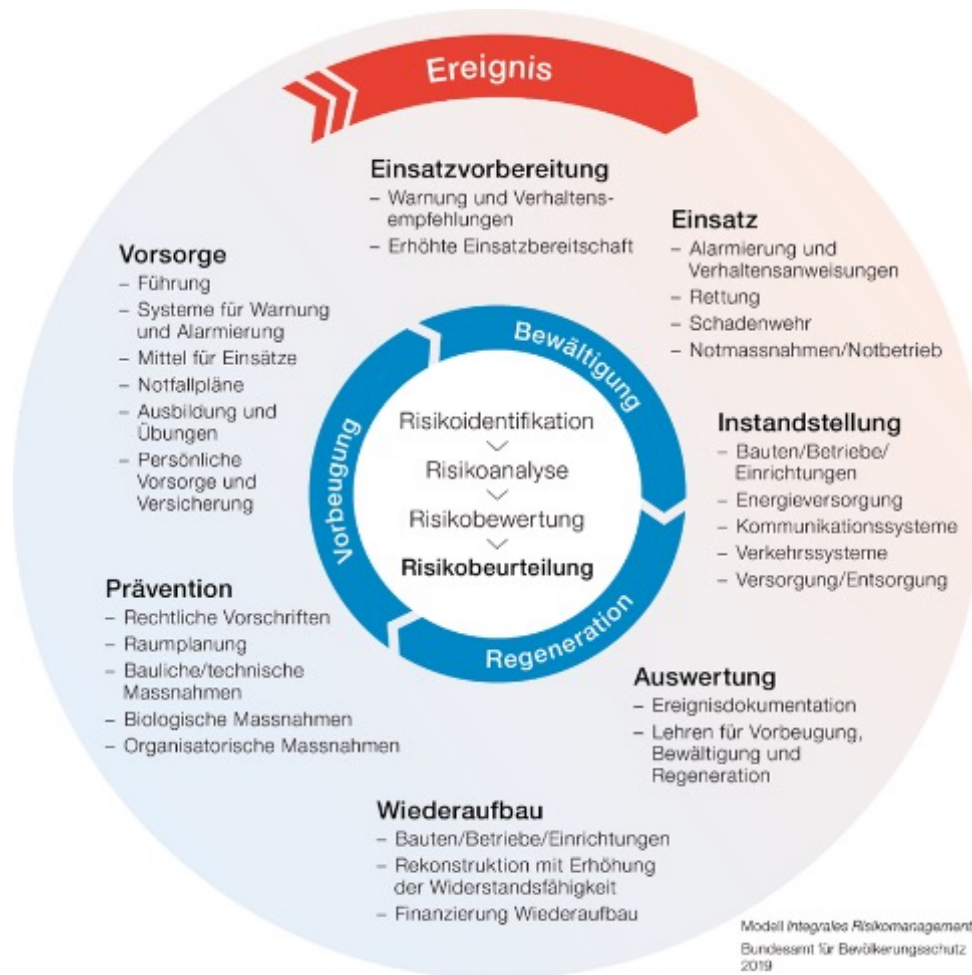 Ereignis
Einsatzvorbereitung
– Warnung und Verhaltens-
empfehlungen
– Erhöhte Einsatzbereitschaft
Einsatz
– Alarmierung und
Verhaltensanweisungen
– Rettung
– Schadenwehr
– Notmassnahmen/Notbetrieb
Vorsorge
– Führung
– Systeme für Warnung
und Alarmierung
– Mittel für Einsätze
– Notfallpläne
– Ausbildung und
Übungen
– Persönliche
Vorsorge und
Versicherung
Bewältigung
Vorbeugung
Regeneration
Risikoidentifikation
Risikoanalyse
Risikobewertung
Risikobeurteilung
Instandstellung
– Bauten/Betriebe/
Einrichtungen
– Energieversorgung
– Kommunikationssysteme
– Verkehrssysteme
– Versorgung/Entsorgung
Prävention
– Rechtliche Vorschriften
– Raumplanung
– Bauliche/technische
Massnahmen
– Biologische Massnahmen
– Organisatorische Massnahmen
Auswertung
– Ereignisdokumentation
– Lehren für Vorbeugung,
Bewältigung und
Regeneration
Wiederaufbau
– Bauten/Betriebe/Einrichtungen
– Rekonstruktion mit Erhöhung
der Widerstandsfähigkeit
– Finanzierung Wiederaufbau
Modell Integrales Risikomanagement
Bundesamt für Bevölkerungsschutz
2019